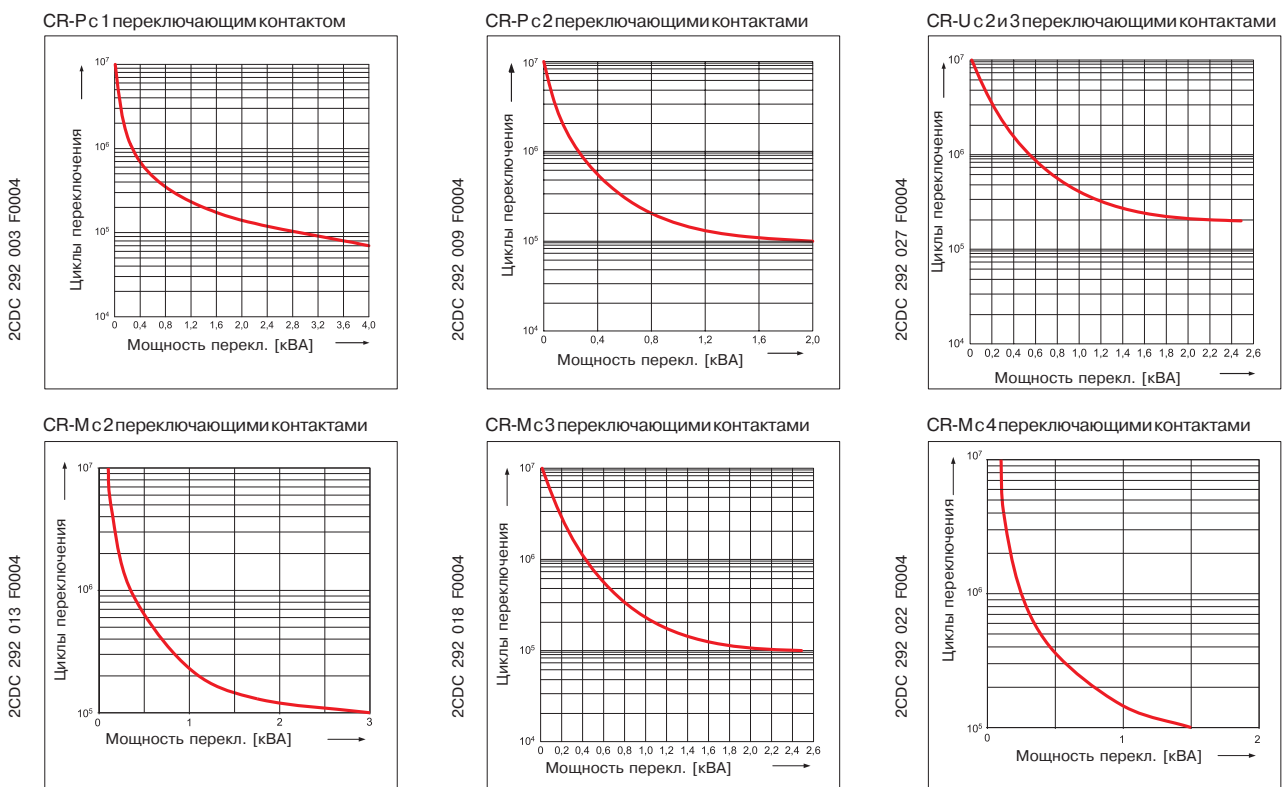 CR-P с 1 переключающим контактом
2CDC 292 003 F0004
Циклы переключения
10⁷
10⁶
10⁵
10⁴
0 0,4 0,8 1,2 1,6 2,0 2,4 2,8 3,2 3,6 4,0
Мощность перекл. [кВА]
CR-P с 2 переключающими контактами
2CDC 292 009 F0004
Циклы переключения
10⁷
10⁶
10⁵
10⁴
0 0,4 0,8 1,2 1,6 2,0
Мощность перекл. [кВА]
CR-U с 2 и 3 переключающими контактами
2CDC 292 027 F0004
Циклы переключения
10⁷
10⁶
10⁵
10⁴
0 0,2 0,4 0,6 0,8 1,0 1,2 1,4 1,6 1,8 2,0 2,2 2,4 2,6
Мощность перекл. [кВА]
CR-M с 2 переключающими контактами
2CDC 292 013 F0004
Циклы переключения
10⁷
10⁶
10⁵
0 1 2 3
Мощность перекл. [кВА]
CR-M с 3 переключающими контактами
2CDC 292 018 F0004
Циклы переключения
10⁷
10⁶
10⁵
10⁴
0 0,2 0,4 0,6 0,8 1,0 1,2 1,4 1,6 1,8 2,0 2,2 2,4 2,6
Мощность перекл. [кВА]
CR-M с 4 переключающими контактами
2CDC 292 022 F0004
Циклы переключения
10⁷
10⁶
10⁵
0 1 2
Мощность перекл. [кВА]